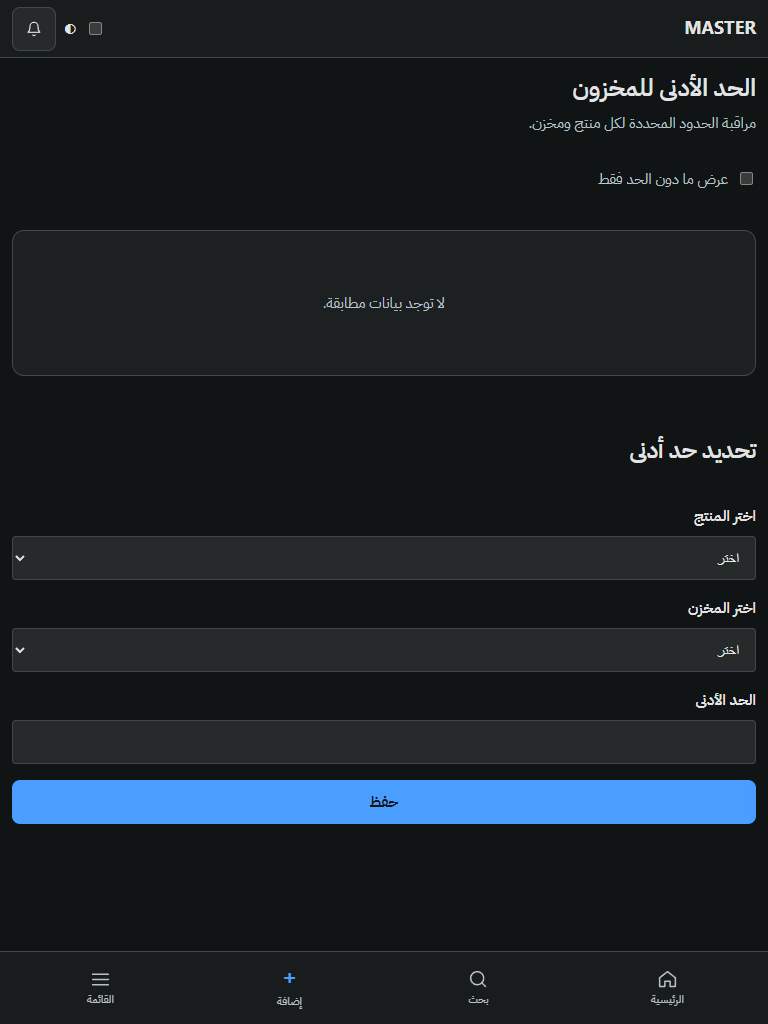 MASTER
الحد الأدنى للمخزون
مراقبة الحدود المحددة لكل منتج ومخزن.
عرض ما دون الحد فقط
لا توجد بيانات مطابقة.
تحديد حد أدنى
اختر المنتج
اختر
اختر المخزن
اختر
الحد الأدنى
حفظ
الرئيسية
بحث
إضافة
القائمة